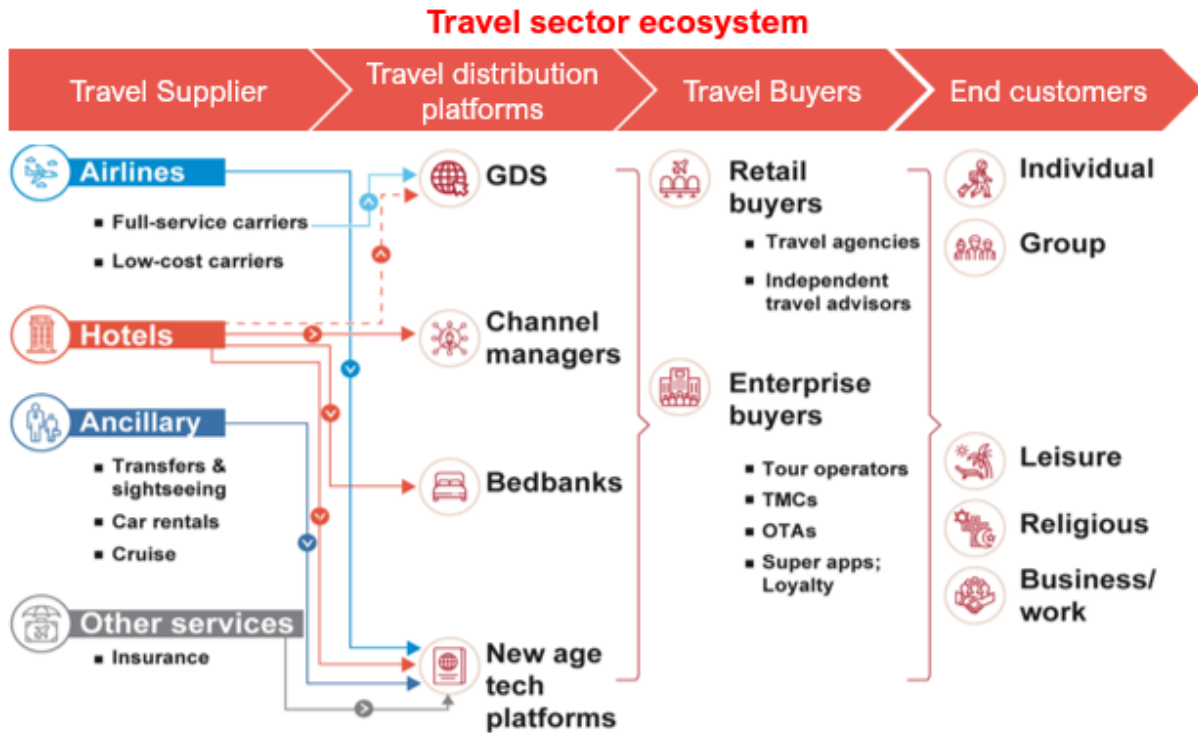 Travel sector ecosystem
Travel Supplier
Travel distribution
platforms
Travel Buyers
End customers
Airlines
▪ Full-service carriers
▪ Low-cost carriers
Hotels
Ancillary
▪ Transfers &
sightseeing
▪ Car rentals
▪ Cruise
Other services
▪ Insurance
GDS
Channel
managers
Bedbanks
New age
tech
platforms
Retail
buyers
▪ Travel agencies
▪ Independent
travel advisors
Enterprise
buyers
▪ Tour operators
▪ TMCs
▪ OTAs
▪ Super apps;
Loyalty
Individual
Group
Leisure
Religious
Business/
work